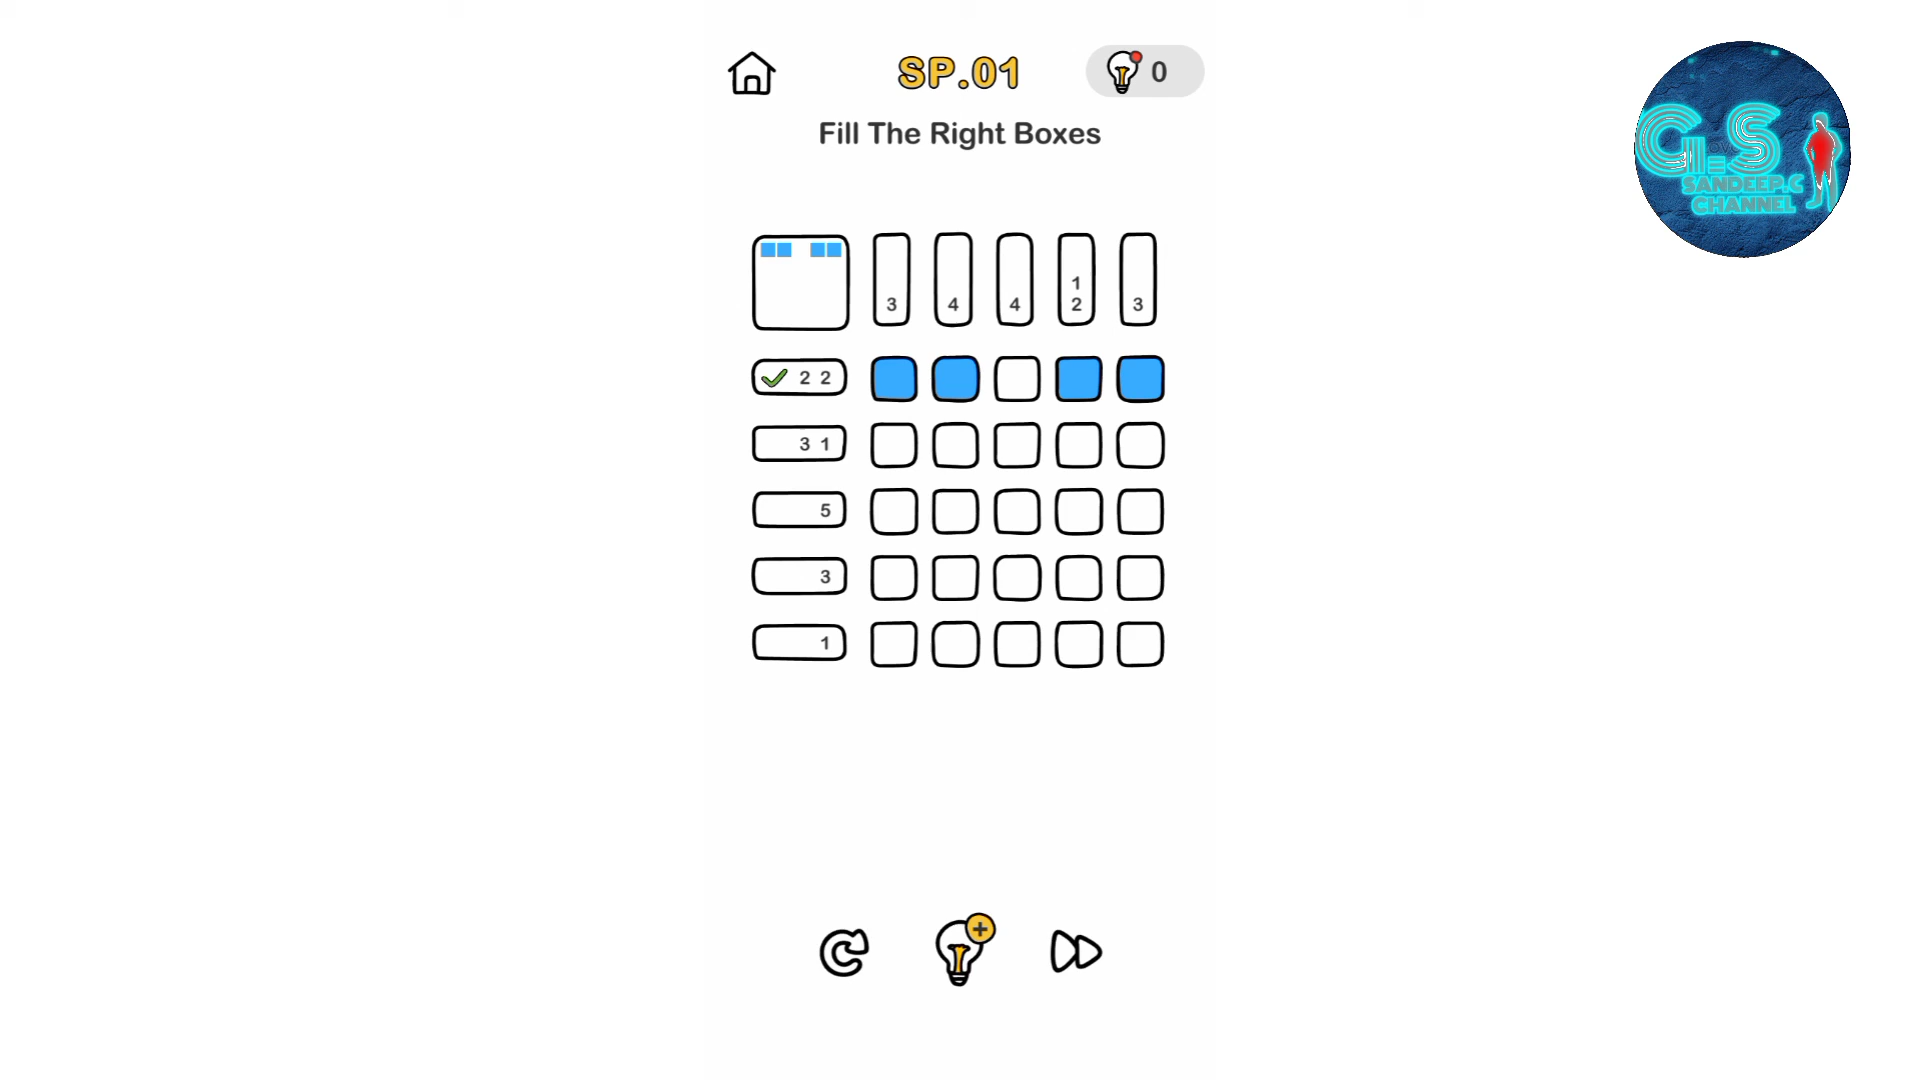 SP.01
0
Fill The Right Boxes
G.S
SANDEEP.C
CHANNEL
3 4 4 1 2 3
2 2
3 1
5
3
1